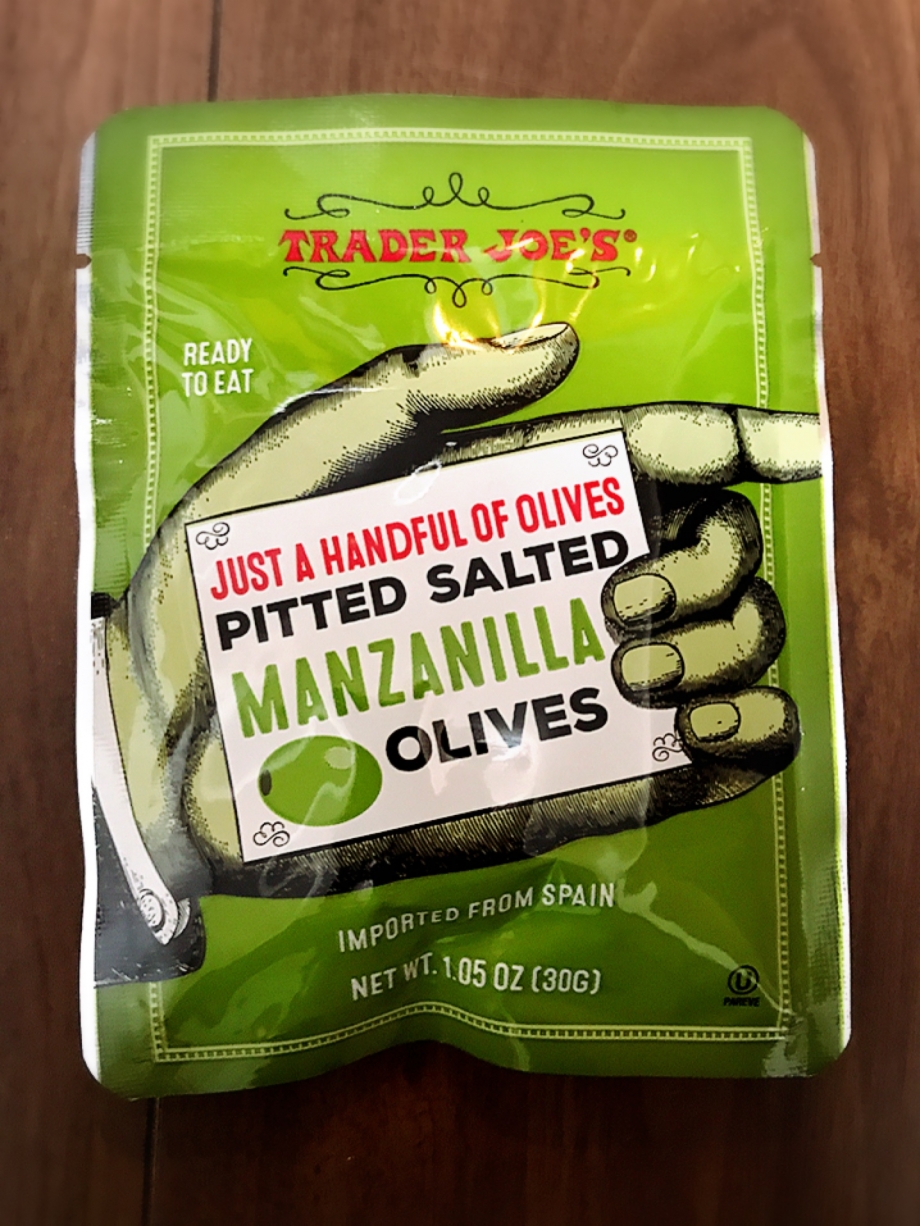 TRADER JOE'S®
READY
TO EAT
JUST A HANDFUL OF OLIVES
PITTED SALTED
MANZANILLA
OLIVES
IMPORTED FROM SPAIN
NET WT. 1.05 OZ (30G)
U
PAREVE